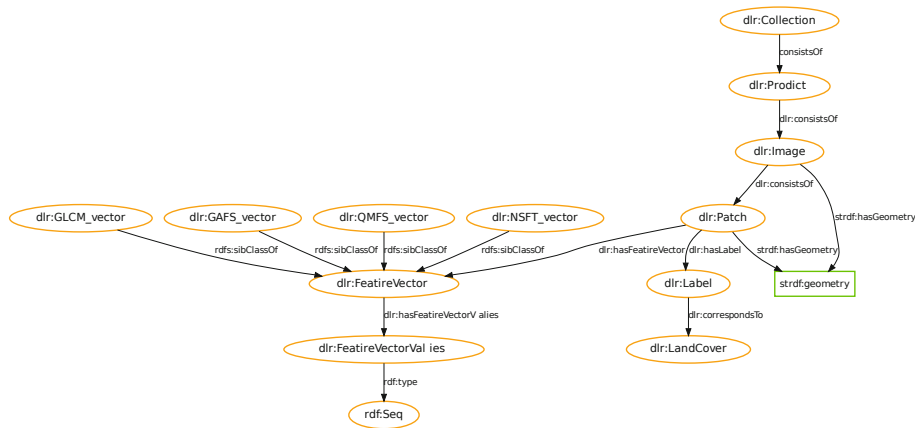 dlr:Collection
consistsOf
dlr:Prodict
dlr:consistsOf
dlr:Image
dlr:consistsOf
dlr:GLCM_vector
dlr:GAFS_vector
dlr:QMFS_vector
dlr:NSFT_vector
dlr:Patch
strdf:hasGeometry
rdfs:sibClassOf
rdfs:sibClassOf
rdfs:sibClassOf
rdfs:sibClassOf
dlr:hasFeatireVector
dlr:hasLabel
strdf:hasGeometry
dlr:FeatireVector
dlr:Label
strdf:geometry
dlr:hasFeatireVectorV alies
dlr:correspondsTo
dlr:FeatireVectorVal ies
dlr:LandCover
rdf:type
rdf:Seq